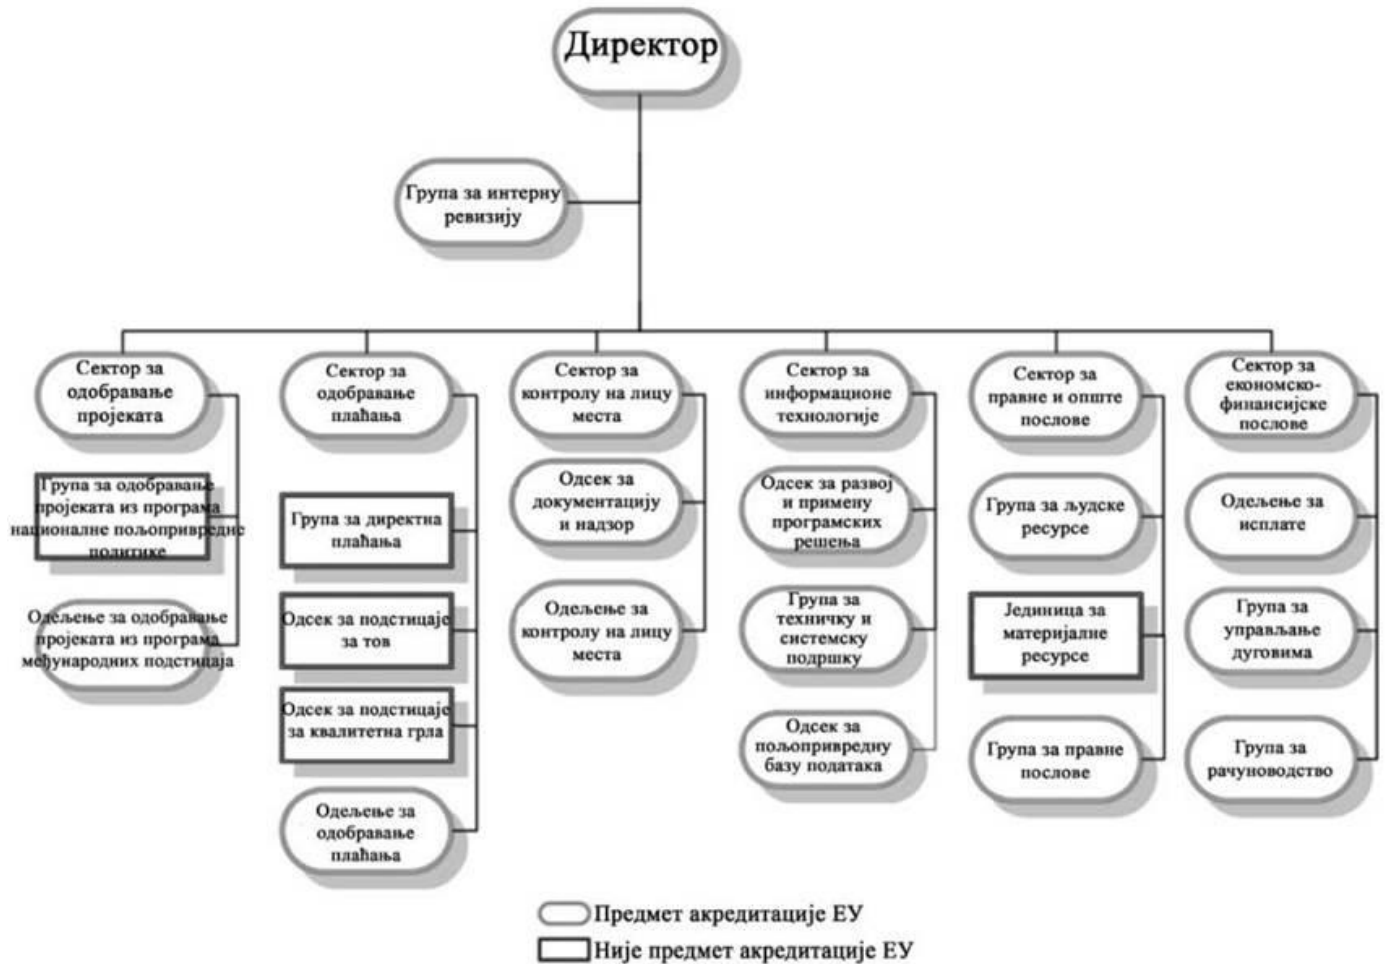 Директор
Група за интерну
ревизију
Сектор за
одобравање
пројеката
Група за одобравање
пројеката из програма
националне пољопривредне
политике
Одељење за одобравање
пројеката из програма
међународних подстицаја
Сектор за
одобравање
плаћања
Група за директна
плаћања
Одсек за подстицаје
за тов
Одсек за подстицаје
за квалитетна грла
Одељење за
одобравање
плаћања
Сектор за
контролу на лицу
места
Одсек за
документацију
и надзор
Одељење за
контролу на лицу
места
Сектор за
информационе
технологије
Одсек за развој
и примену
програмских
решења
Група за
техничку и
системску
подршку
Одсек за
пољопривредну
базу података
Сектор за
правне и опште
послове
Група за људске
ресурсе
Јединица за
материјалне
ресурсе
Група за правне
послове
Сектор за
економско-
финансијске
послове
Одељење за
исплате
Група за
управљање
дуговима
Група за
рачуноводство
Предмет акредитације ЕУ
Није предмет акредитације ЕУ